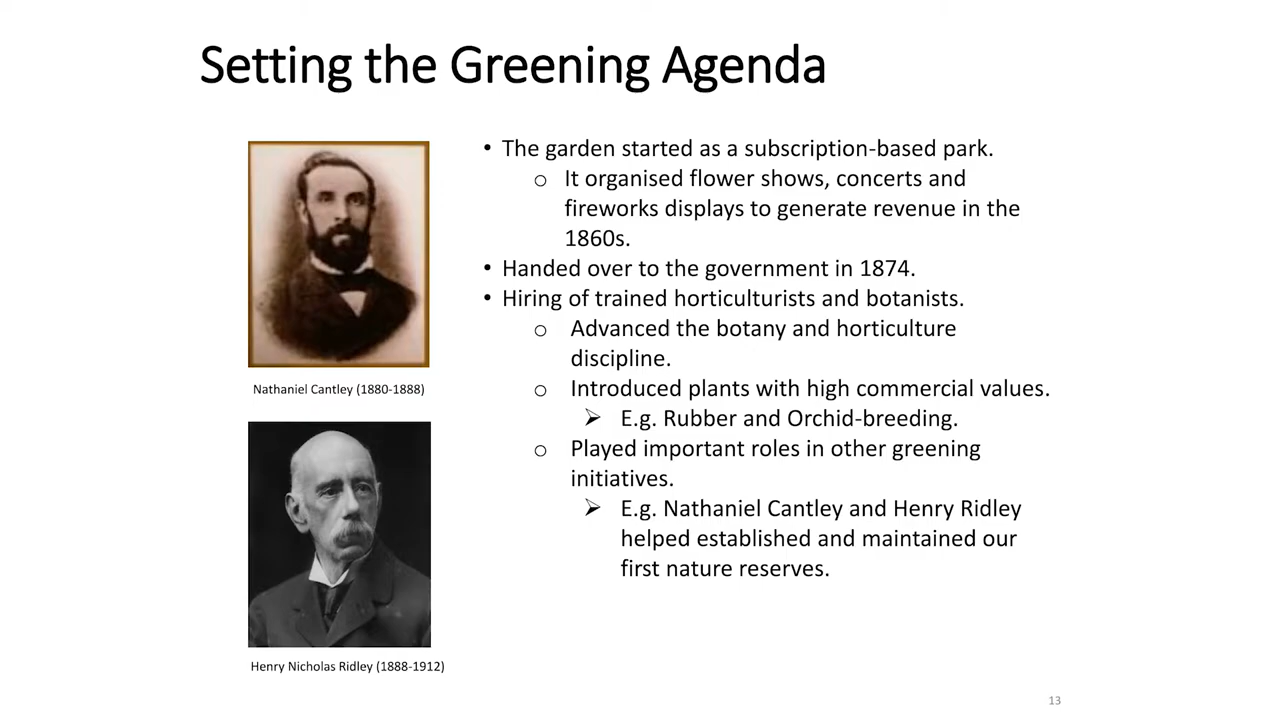 Setting the Greening Agenda
• The garden started as a subscription-based park.
o It organised flower shows, concerts and
fireworks displays to generate revenue in the
1860s.
• Handed over to the government in 1874.
• Hiring of trained horticulturists and botanists.
o Advanced the botany and horticulture
discipline.
o Introduced plants with high commercial values.
➢ E.g. Rubber and Orchid-breeding.
o Played important roles in other greening
initiatives.
➢ E.g. Nathaniel Cantley and Henry Ridley
helped established and maintained our
first nature reserves.
Nathaniel Cantley (1880-1888)
Henry Nicholas Ridley (1888-1912)
13